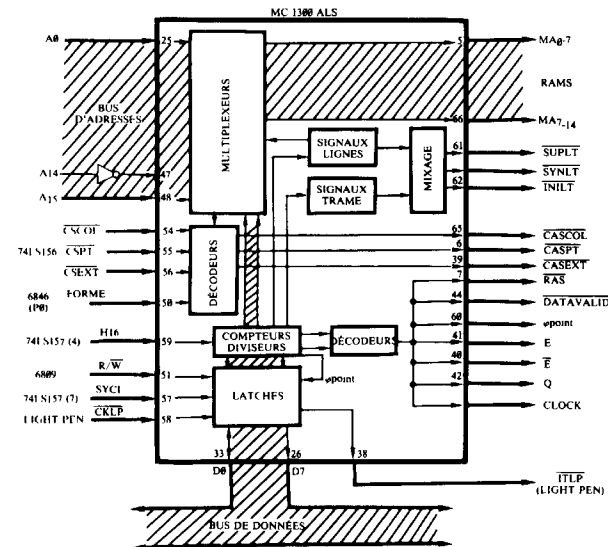 MC 1300 ALS
A0
25
5
MA0-7
BUS
D'ADRESSES
MULTIPLEXEURS
RAMS
66
MA7-14
SIGNAUX
LIGNES
MIXAGE
61
SUPLT
SYNLT
62
INILT
A14
47
SIGNAUX
TRAME
A15
48
CSCOL
54
65
CASCOL
74LS156
CSPT
55
DÉCODEURS
6
CASPT
CSEXT
56
39
CASEXT
7
RAS
6846
(P0)
FORME
50
44
DATAVALID
60
φpoint
74LS157 (4)
H16
59
COMPTEURS
DIVISEURS
DÉCODEURS
41
E
6809
R/W
51
φpoint
40
E
74LS157 (7)
SYCI
57
LATCHES
42
Q
LIGHT PEN
CKLP
58
CLOCK
33
26
38
D0
D7
ITLP
(LIGHT PEN)
BUS DE DONNÉES